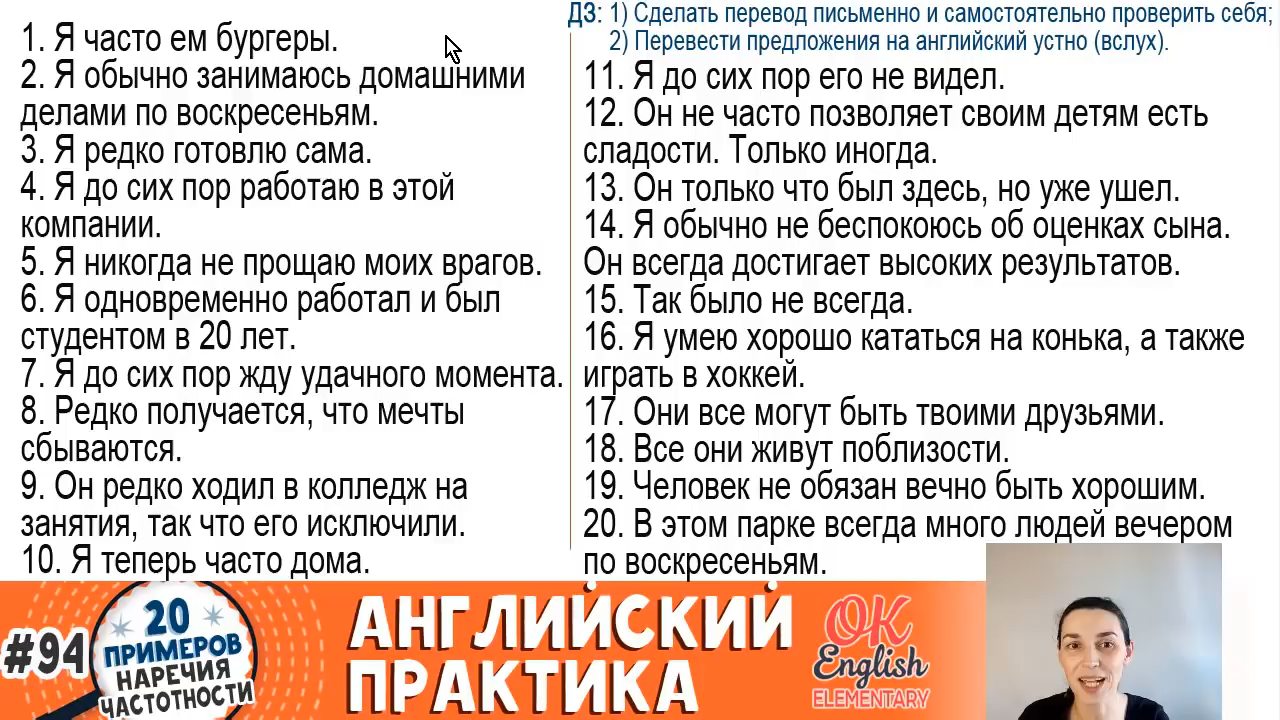 1. Я часто ем бургеры.
2. Я обычно занимаюсь домашними
делами по воскресеньям.
3. Я редко готовлю сама.
4. Я до сих пор работаю в этой
компании.
5. Я никогда не прощаю моих врагов.
6. Я одновременно работал и был
студентом в 20 лет.
7. Я до сих пор жду удачного момента.
8. Редко получается, что мечты
сбываются.
9. Он редко ходил в колледж на
занятия, так что его исключили.
10. Я теперь часто дома.
ДЗ: 1) Сделать перевод письменно и самостоятельно проверить себя;
2) Перевести предложения на английский устно (вслух).
11. Я до сих пор его не видел.
12. Он не часто позволяет своим детям есть
сладости. Только иногда.
13. Он только что был здесь, но уже ушел.
14. Я обычно не беспокоюсь об оценках сына.
Он всегда достигает высоких результатов.
15. Так было не всегда.
16. Я умею хорошо кататься на конька, а также
играть в хоккей.
17. Они все могут быть твоими друзьями.
18. Все они живут поблизости.
19. Человек не обязан вечно быть хорошим.
20. В этом парке всегда много людей вечером
по воскресеньям.
#94
20
ПРИМЕРОВ
НАРЕЧИЯ
ЧАСТОТНОСТИ
АНГЛИЙСКИЙ
ПРАКТИКА
OK
English
ELEMENTARY